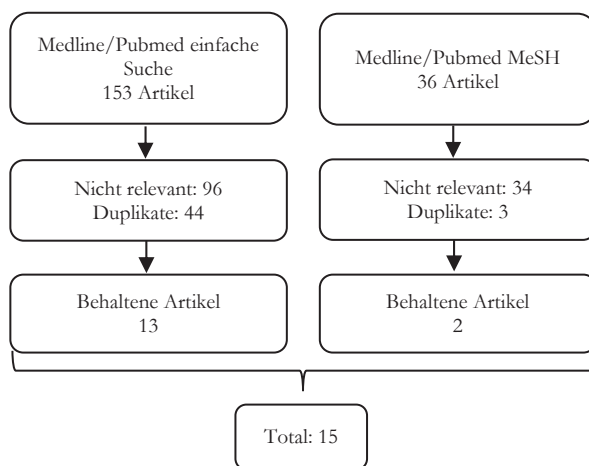 Medline/Pubmed einfache
Suche
153 Artikel
Medline/Pubmed MeSH
36 Artikel
Nicht relevant: 96
Duplikate: 44
Nicht relevant: 34
Duplikate: 3
Behaltene Artikel
13
Behaltene Artikel
2
Total: 15